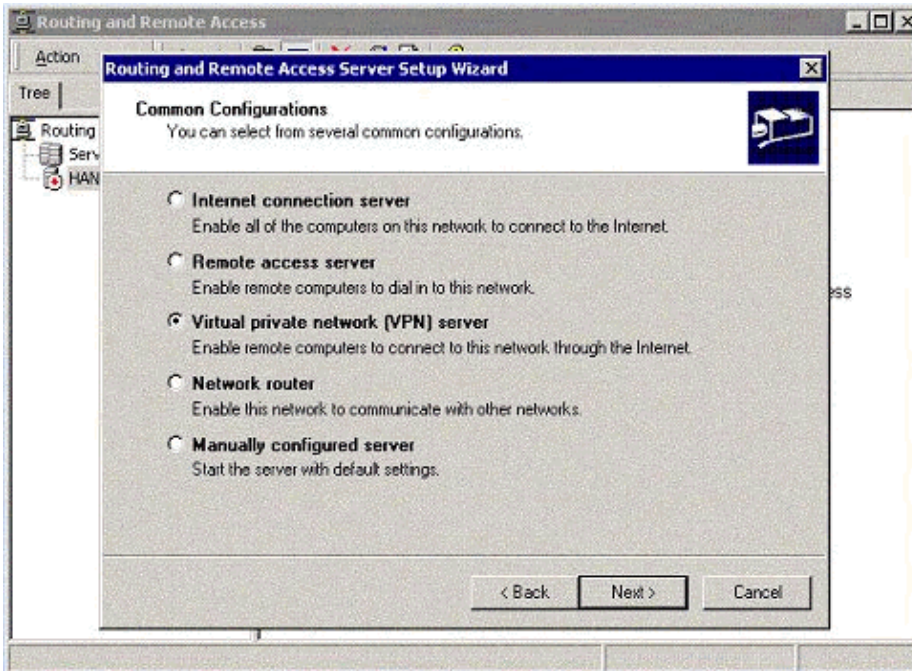 Routing and Remote Access
Action
Routing and Remote Access Server Setup Wizard
Tree
Common Configurations
You can select from several common configurations.
Routing
Serv
HAN
Internet connection server
Enable all of the computers on this network to connect to the Internet.
Remote access server
Enable remote computers to dial in to this network.
ess
Virtual private network (VPN) server
Enable remote computers to connect to this network through the Internet.
Network router
Enable this network to communicate with other networks.
Manually configured server
Start the server with default settings.
< Back
Next >
Cancel